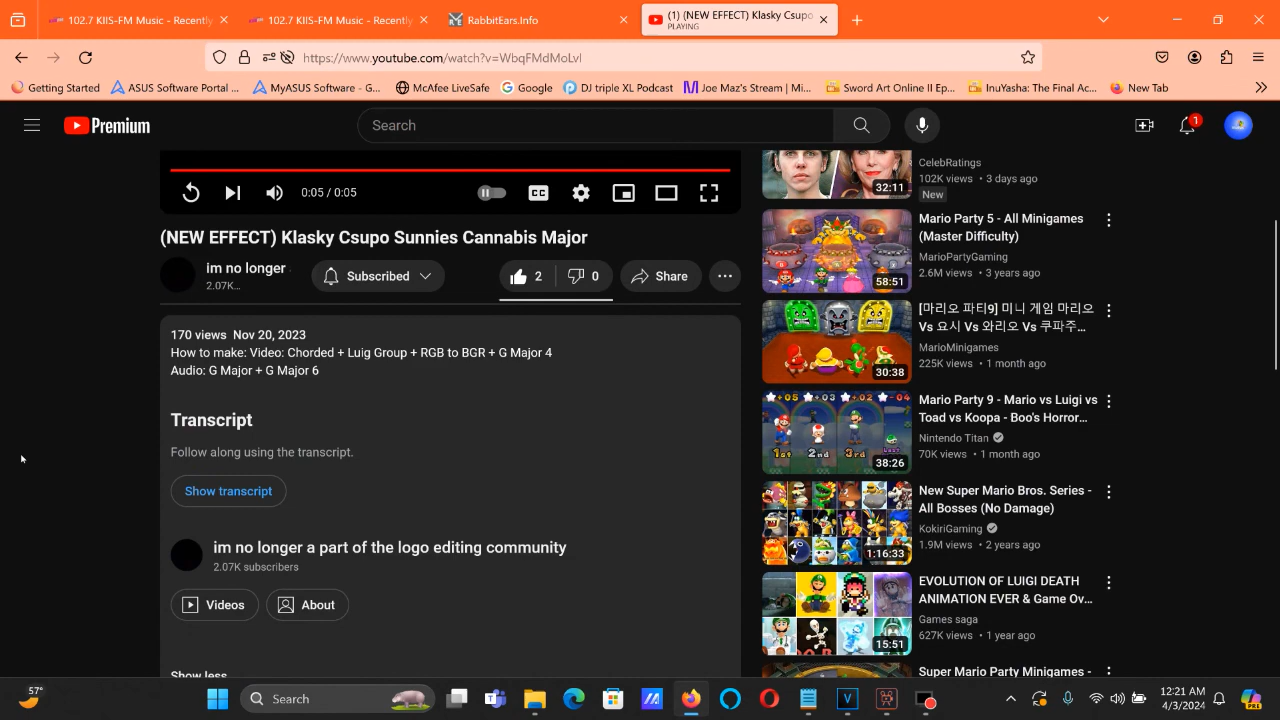 102.7 KIIS-FM Music - Recently
102.7 KIIS-FM Music - Recently
RabbitEars.Info
(1) (NEW EFFECT) Klasky Csupo
PLAYING
https://www.youtube.com/watch?v=WbqFMdMoLvI
Getting Started
ASUS Software Portal ...
MyASUS Software - G...
McAfee LiveSafe
Google
DJ triple XL Podcast
Joe Maz's Stream | Mi...
Sword Art Online II Ep...
InuYasha: The Final Ac...
New Tab
Premium
Search
1
0:05 / 0:05
CC
(NEW EFFECT) Klasky Csupo Sunnies Cannabis Major
im no longer
2.07K...
Subscribed
2
0
Share
170 views Nov 20, 2023
How to make: Video: Chorded + Luig Group + RGB to BGR + G Major 4
Audio: G Major + G Major 6
Transcript
Follow along using the transcript.
Show transcript
im no longer a part of the logo editing community
2.07K subscribers
Videos
About
Show less
32:11
CelebRatings
102K views • 3 days ago
New
58:51
Mario Party 5 - All Minigames
(Master Difficulty)
MarioPartyGaming
2.6M views • 3 years ago
30:38
[마리오 파티9] 미니 게임 마리오
Vs 요시 Vs 와리오 Vs 쿠파주...
MarioMinigames
225K views • 1 month ago
+05 +03 +02 -04
1st 2nd 3rd
38:26
Mario Party 9 - Mario vs Luigi vs
Toad vs Koopa - Boo's Horror...
Nintendo Titan
70K views • 1 month ago
1:16:33
New Super Mario Bros. Series -
All Bosses (No Damage)
KokiriGaming
1.9M views • 2 years ago
15:51
EVOLUTION OF LUIGI DEATH
ANIMATION EVER & Game Ov...
Games saga
627K views • 1 year ago
Super Mario Party Minigames -
57°
Search
12:21 AM
4/3/2024
PRE